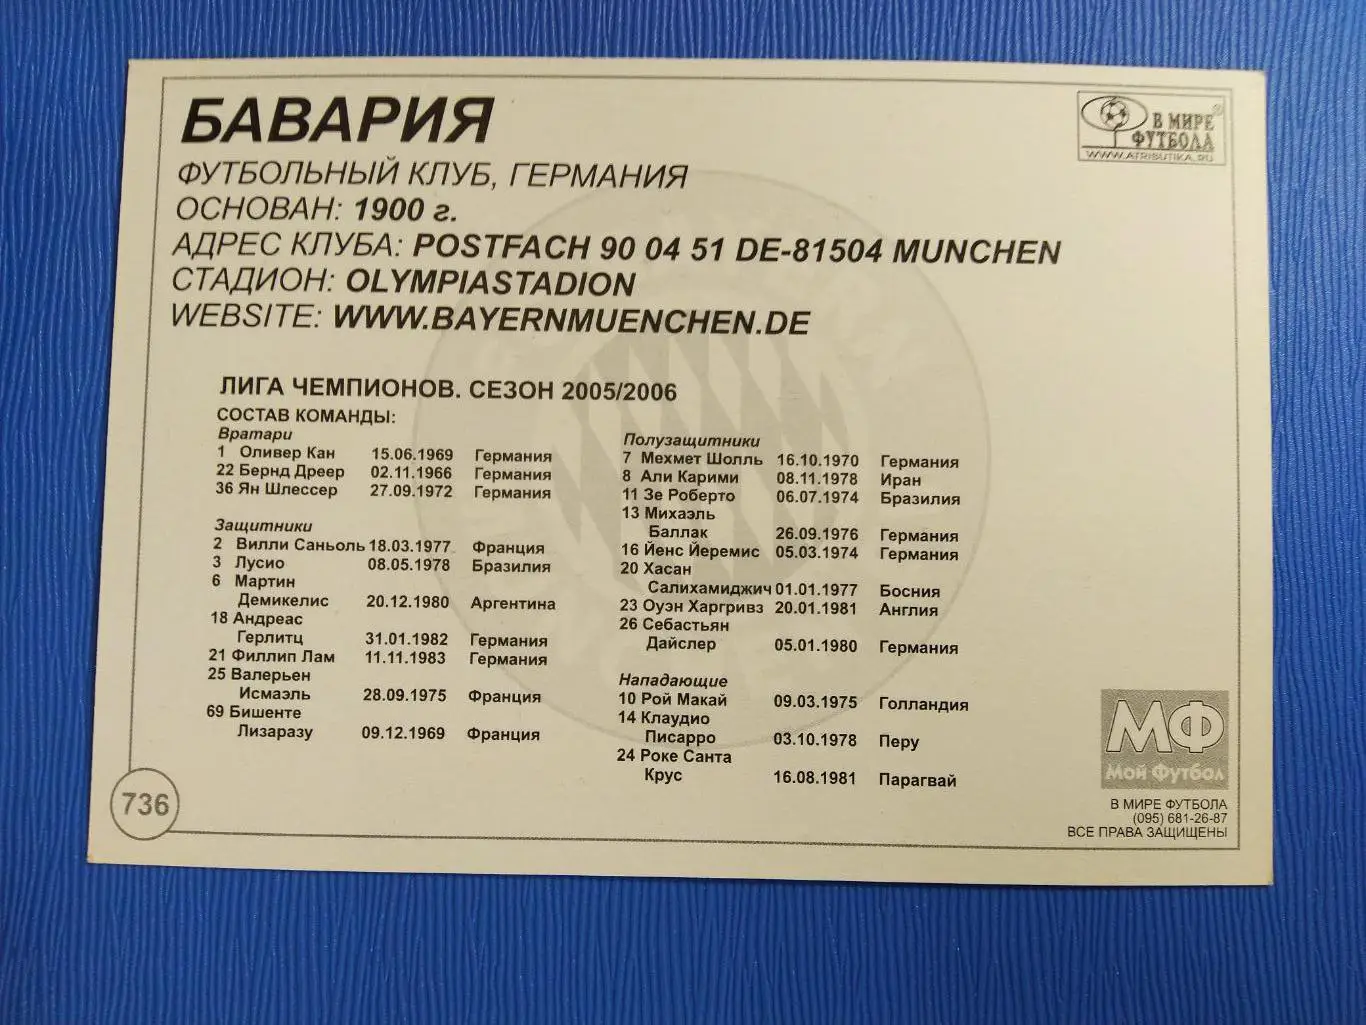 БАВАРИЯ
ФУТБОЛЬНЫЙ КЛУБ, ГЕРМАНИЯ
ОСНОВАН: 1900 г.
АДРЕС КЛУБА: POSTFACH 90 04 51 DE-81504 MUNCHEN
СТАДИОН: OLYMPIASTADION
WEBSITE: WWW.BAYERNMUENCHEN.DE
В МИРЕ
ФУТБОЛА
WWW.ATRIBUTIKA.RU
ЛИГА ЧЕМПИОНОВ. СЕЗОН 2005/2006
СОСТАВ КОМАНДЫ:
Вратари
1 Оливер Кан 15.06.1969 Германия
22 Бернд Дреер 02.11.1966 Германия
36 Ян Шлессер 27.09.1972 Германия
Защитники
2 Вилли Саньоль 18.03.1977 Франция
3 Лусио 08.05.1978 Бразилия
6 Мартин
Демикелис 20.12.1980 Аргентина
18 Андреас
Герлитц 31.01.1982 Германия
21 Филлип Лам 11.11.1983 Германия
25 Валерьен
Исмаэль 28.09.1975 Франция
69 Бишенте
Лизаразу 09.12.1969 Франция
Полузащитники
7 Мехмет Шолль 16.10.1970 Германия
8 Али Карими 08.11.1978 Иран
11 Зе Роберто 06.07.1974 Бразилия
13 Михаэль
Баллак 26.09.1976 Германия
16 Йенс Йеремис 05.03.1974 Германия
20 Хасан
Салихамиджич 01.01.1977 Босния
23 Оуэн Харгривз 20.01.1981 Англия
26 Себастьян
Дайслер 05.01.1980 Германия
Нападающие
10 Рой Макай 09.03.1975 Голландия
14 Клаудио
Писарро 03.10.1978 Перу
24 Роке Санта
Крус 16.08.1981 Парагвай
736
МФ
Мой Футбол
В МИРЕ ФУТБОЛА
(095) 681-26-87
ВСЕ ПРАВА ЗАЩИЩЕНЫ